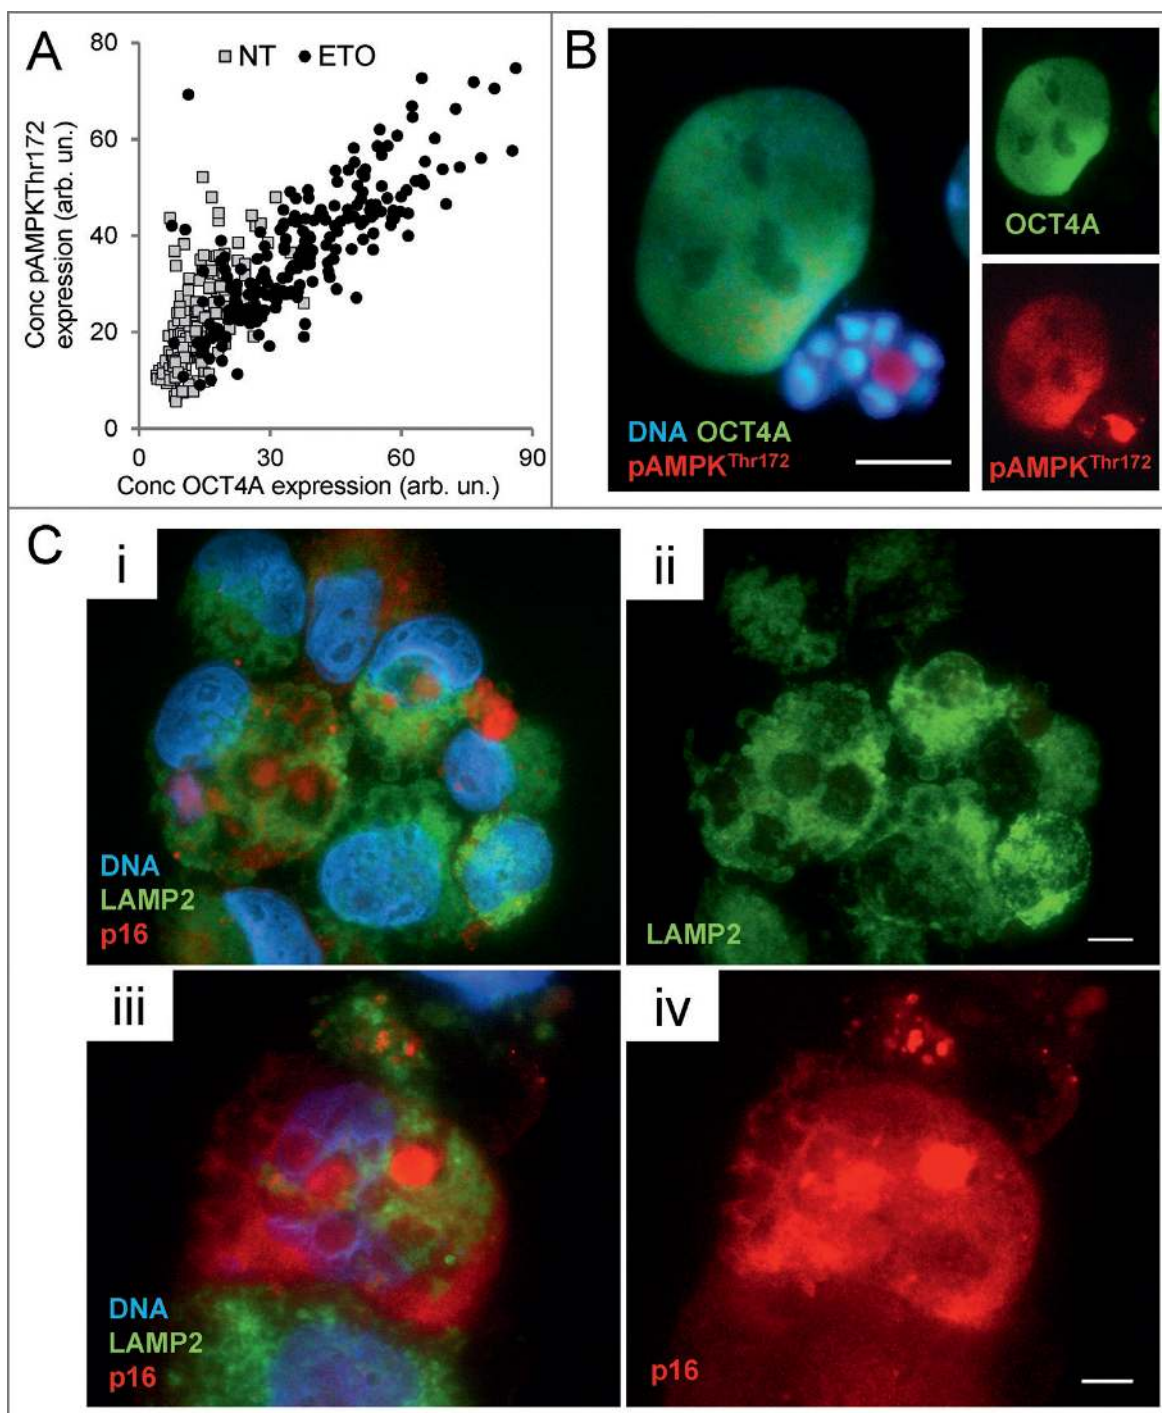 A
NT ETO
Conc pAMPKThr172
expression (arb. un.)
80
60
40
20
0
0 30 60 90
Conc OCT4A expression (arb. un.)
B
DNA OCT4A
pAMPKThr172
OCT4A
pAMPKThr172
C
i
DNA
LAMP2
p16
ii
LAMP2
iii
DNA
LAMP2
p16
iv
p16